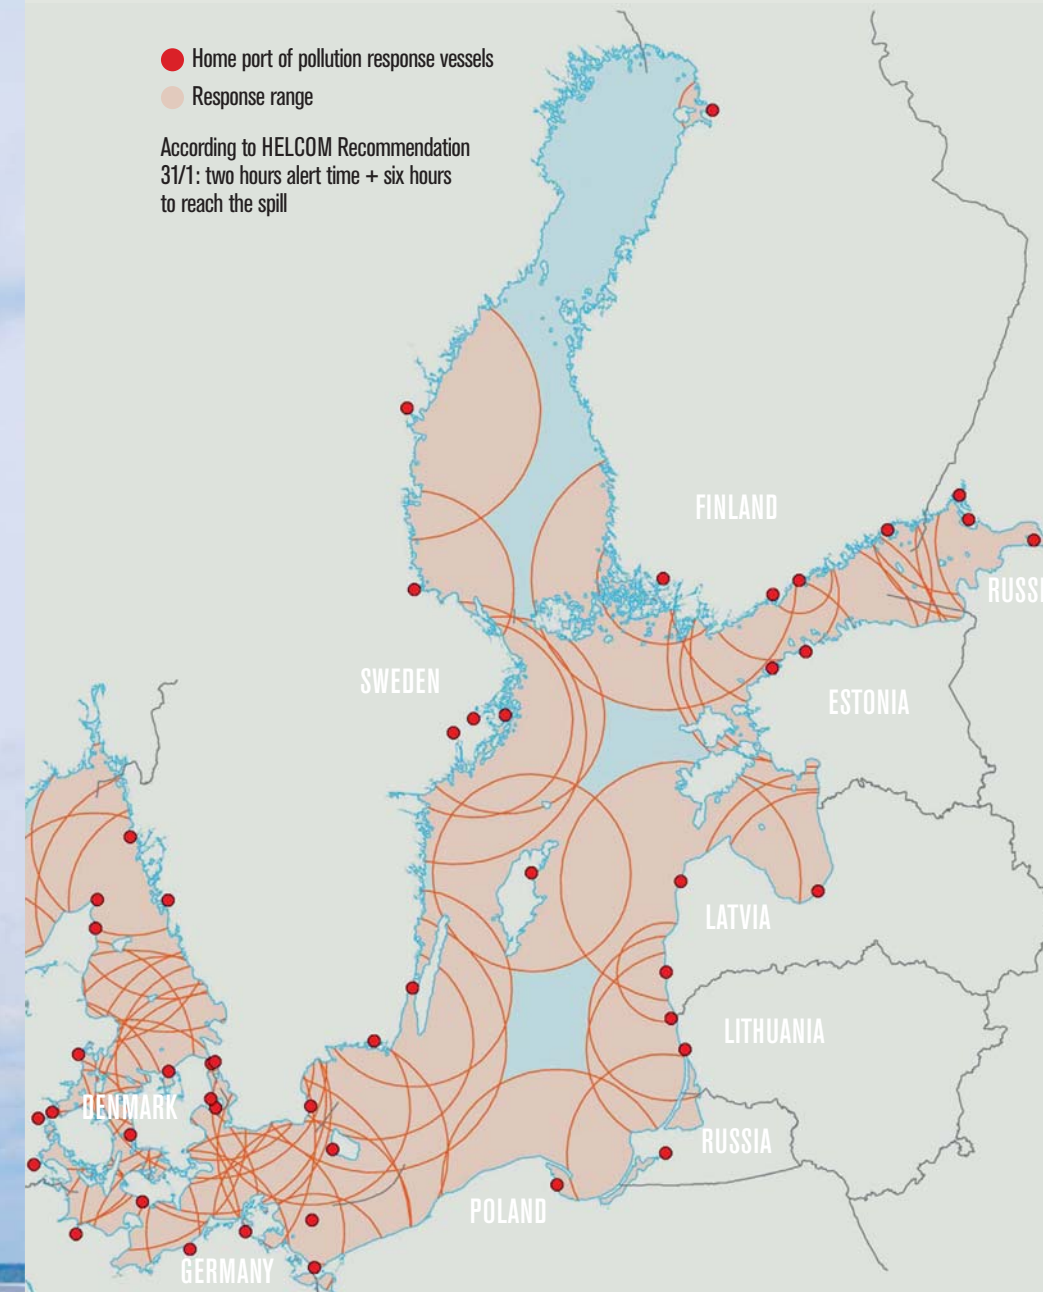 Home port of pollution response vessels
Response range
According to HELCOM Recommendation
31/1: two hours alert time + six hours
to reach the spill
FINLAND
RUSSI
SWEDEN
ESTONIA
LATVIA
LITHUANIA
DENMARK
RUSSIA
POLAND
GERMANY